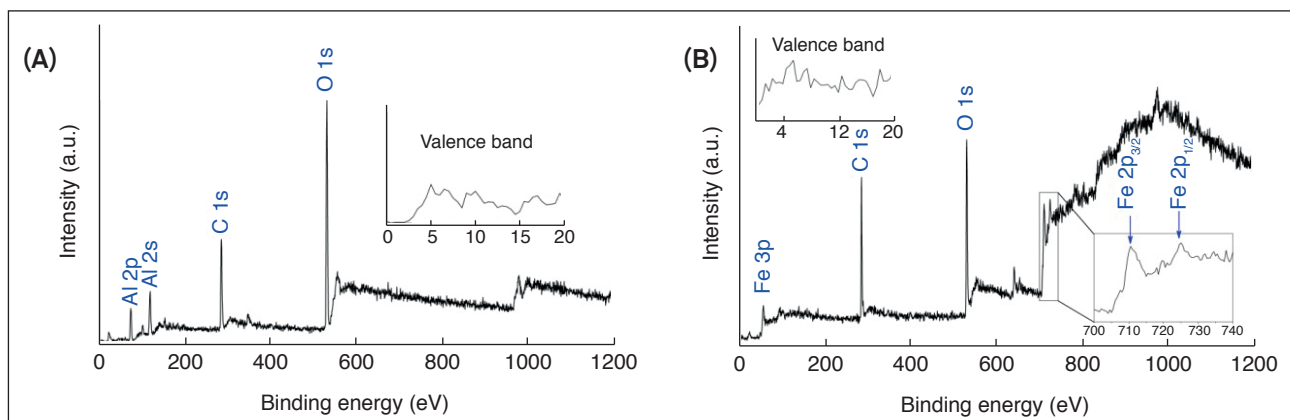 (A)
Intensity (a.u.)
Al 2p
Al 2s
C 1s
O 1s
Valence band
0 5 10 15 20
0 200 400 600 800 1000 1200
Binding energy (eV)
(B)
Intensity (a.u.)
Valence band
4 12 20
Fe 3p
C 1s
O 1s
Fe 2p3/2
Fe 2p1/2
700 710 720 730 740
0 200 400 600 800 1000 1200
Binding energy (eV)